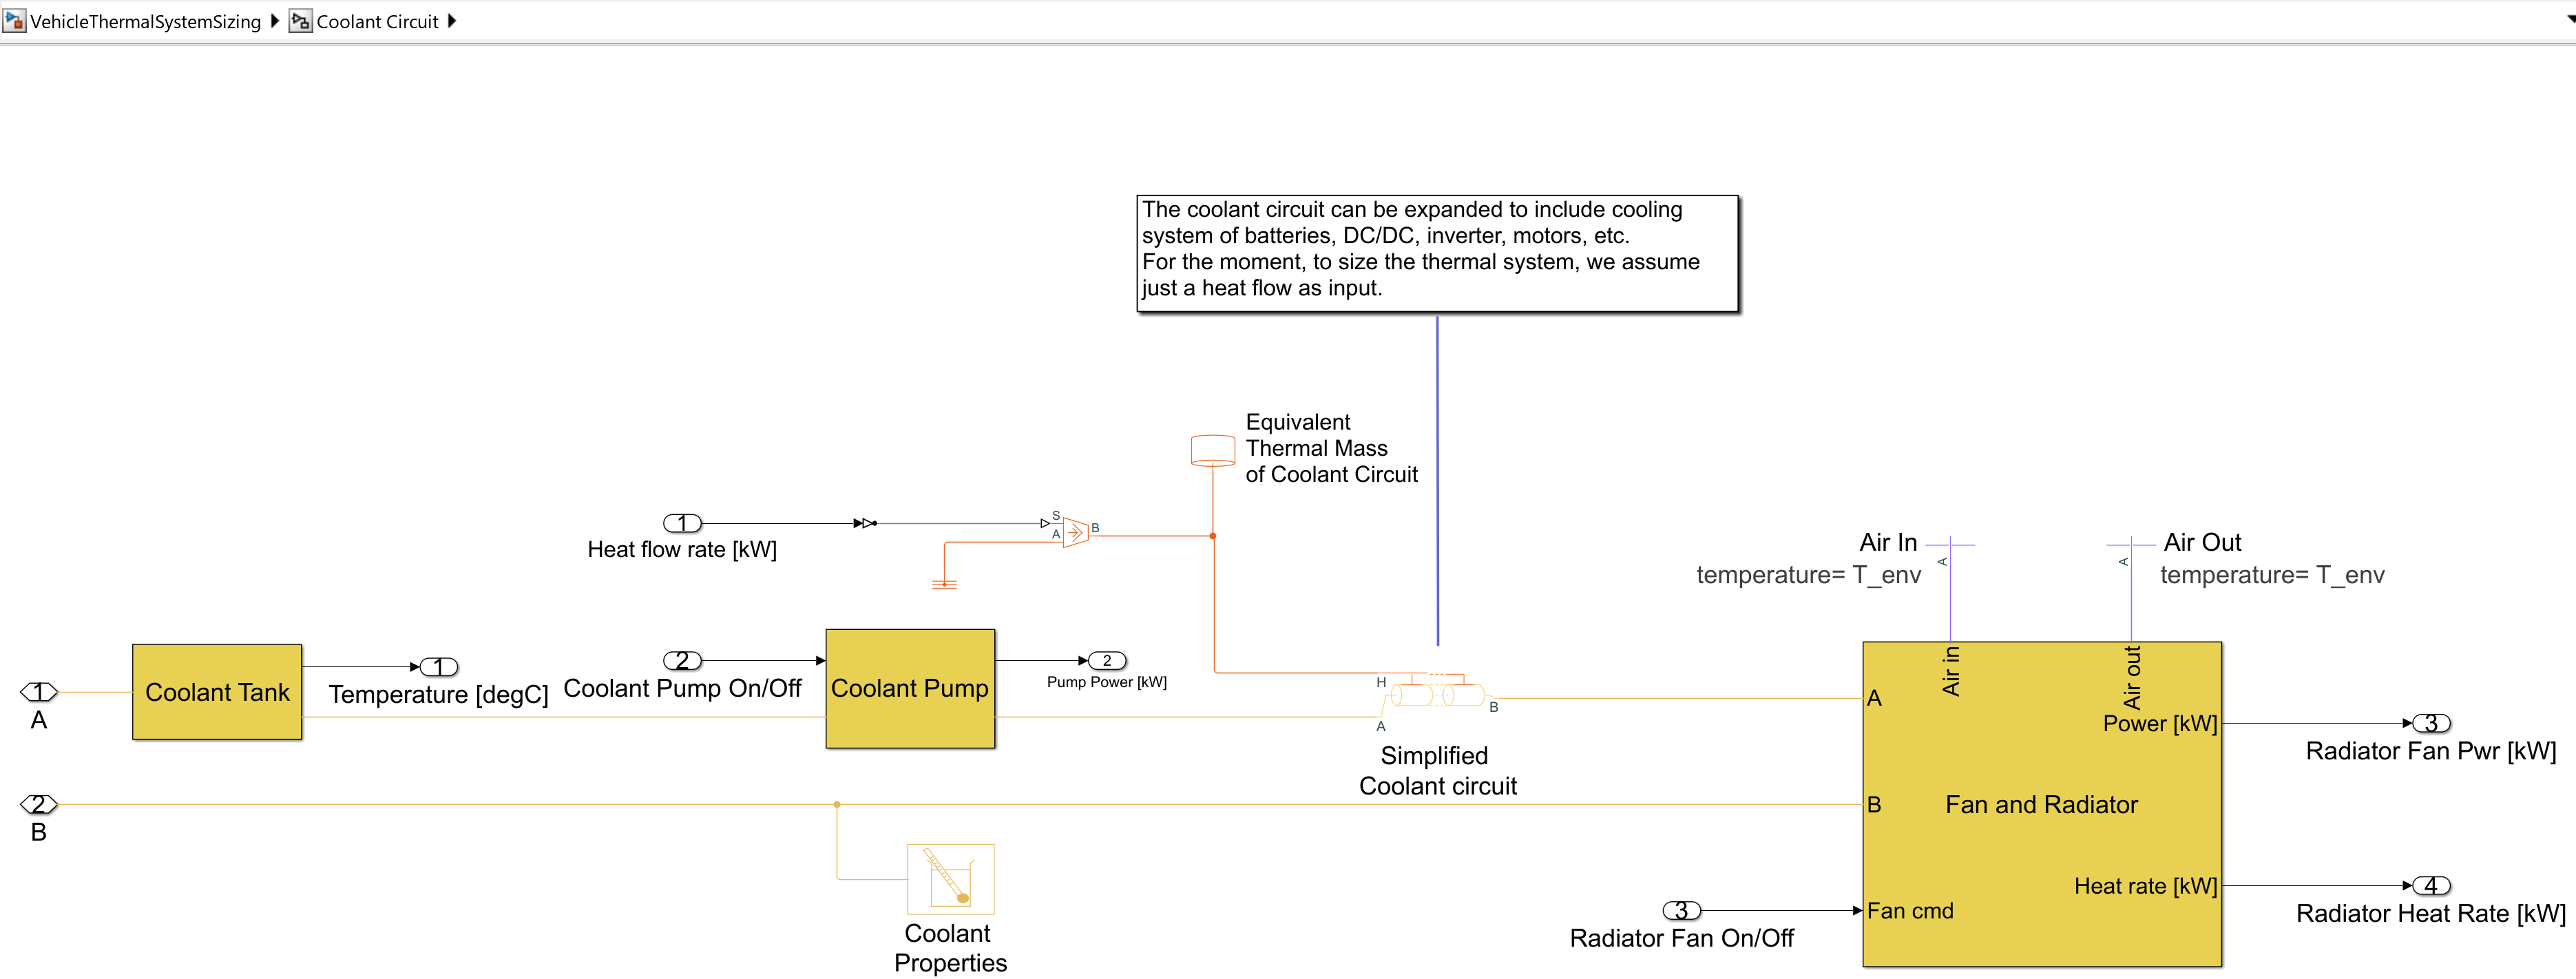 VehicleThermalSystemSizing
Coolant Circuit
The coolant circuit can be expanded to include cooling
system of batteries, DC/DC, inverter, motors, etc.
For the moment, to size the thermal system, we assume
just a heat flow as input.
Equivalent
Thermal Mass
of Coolant Circuit
1
Heat flow rate [kW]
S
A
B
Air In
temperature= T_env
A
Air Out
temperature= T_env
A
1
A
Coolant Tank
1
Temperature [degC]
2
Coolant Pump On/Off
Coolant Pump
2
Pump Power [kW]
H
A
B
Simplified
Coolant circuit
Air in
Air out
A
Power [kW]
3
Radiator Fan Pwr [kW]
2
B
B
Fan and Radiator
Heat rate [kW]
4
Radiator Heat Rate [kW]
3
Radiator Fan On/Off
Fan cmd
Coolant
Properties